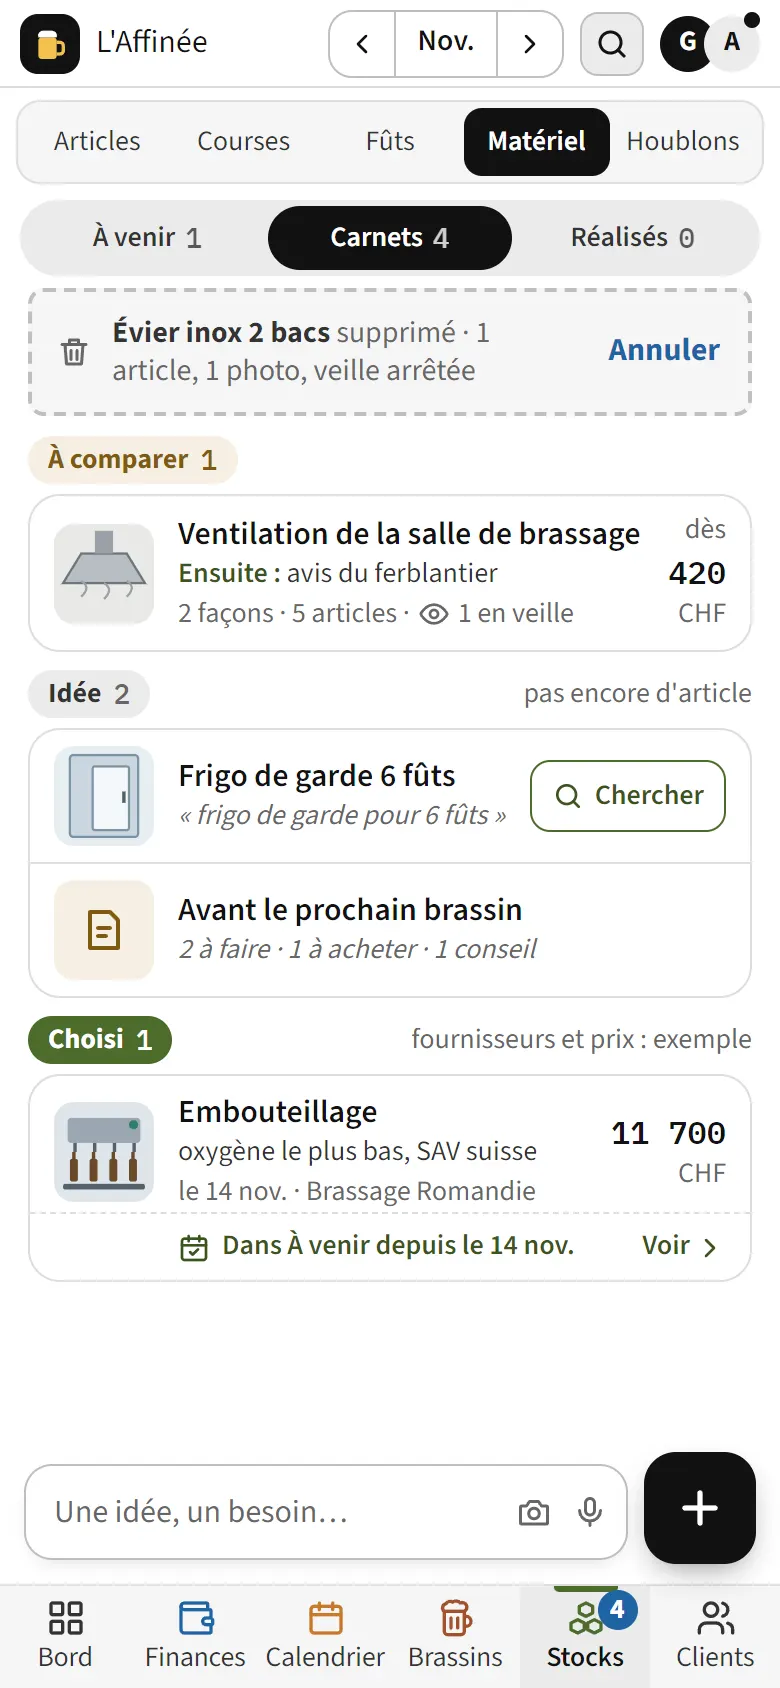 L'Affinée
Nov.
G
A
Articles
Courses
Fûts
Matériel
Houblons
À venir 1
Carnets 4
Réalisés 0
Évier inox 2 bacs supprimé · 1
article, 1 photo, veille arrêtée
Annuler
À comparer 1
Ventilation de la salle de brassage
Ensuite : avis du ferblantier
2 façons · 5 articles · 1 en veille
dès
420
CHF
Idée 2
pas encore d'article
Frigo de garde 6 fûts
« frigo de garde pour 6 fûts »
Chercher
Avant le prochain brassin
2 à faire · 1 à acheter · 1 conseil
Choisi 1
fournisseurs et prix : exemple
Embouteillage
oxygène le plus bas, SAV suisse
le 14 nov. · Brassage Romandie
11 700
CHF
Dans À venir depuis le 14 nov.
Voir
Une idée, un besoin...
Bord
Finances
Calendrier
Brassins
4
Stocks
Clients